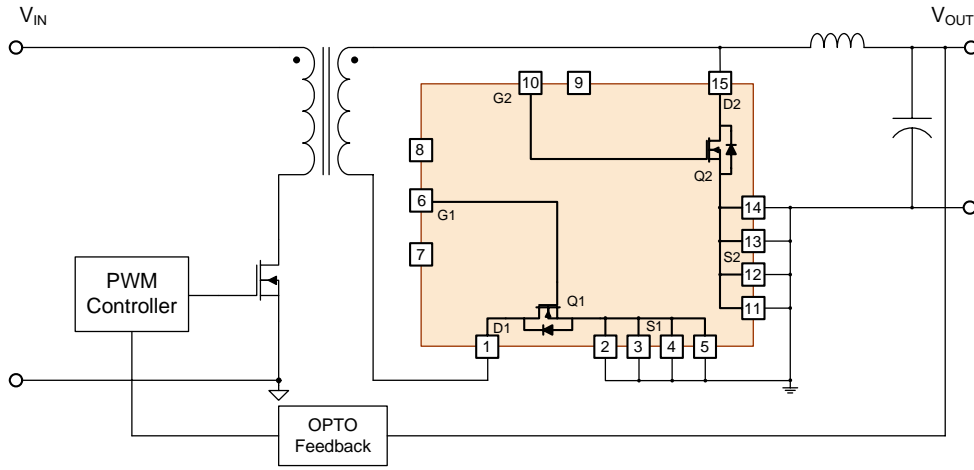 VIN
VOUT
10
9
15
G2
D2
8
Q2
6
G1
14
7
13
S2
12
PWM
Controller
Q1
11
D1
S1
1
2
3
4
5
OPTO
Feedback